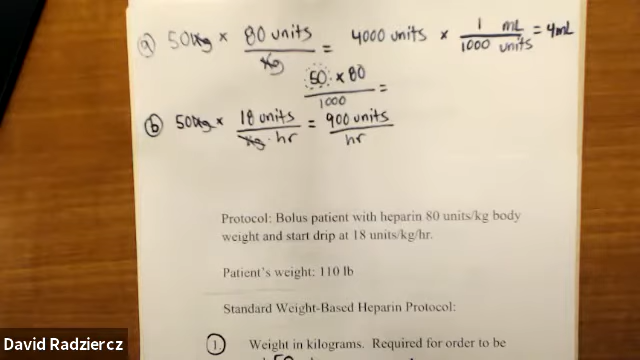 ⓐ 50kg × 80 units/kg = 4000 units × 1 mL/1000 units = 4mL
50 × 80/1000 =
ⓑ 50kg × 18 units/kg · hr = 900 units/hr
Protocol: Bolus patient with heparin 80 units/kg body
weight and start drip at 18 units/kg/hr.
Patient's weight: 110 lb
Standard Weight-Based Heparin Protocol:
1. Weight in kilograms. Required for order to be
50
David Radziercz